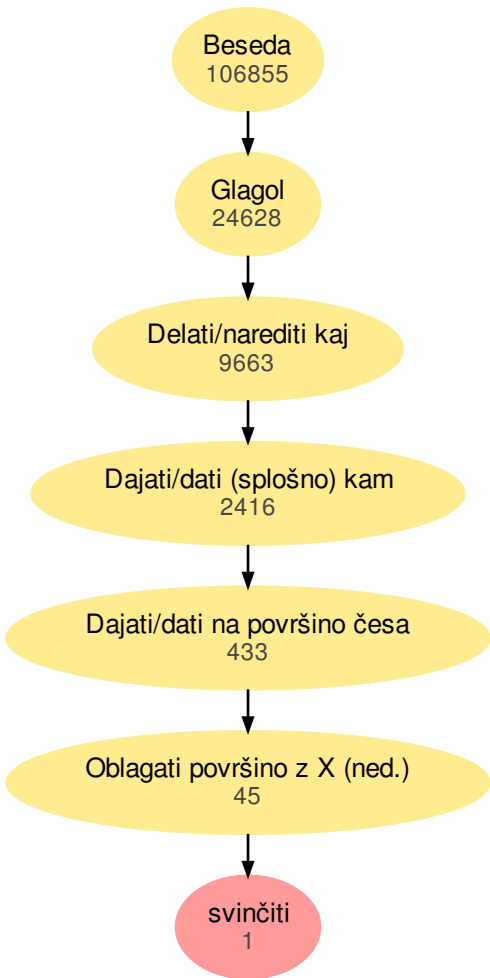 Beseda
106855
Glagol
24628
Delati/narediti kaj
9663
Dajati/dati (splošno) kam
2416
Dajati/dati na površino česa
433
Oblagati površino z X (ned.)
45
svinčiti
1